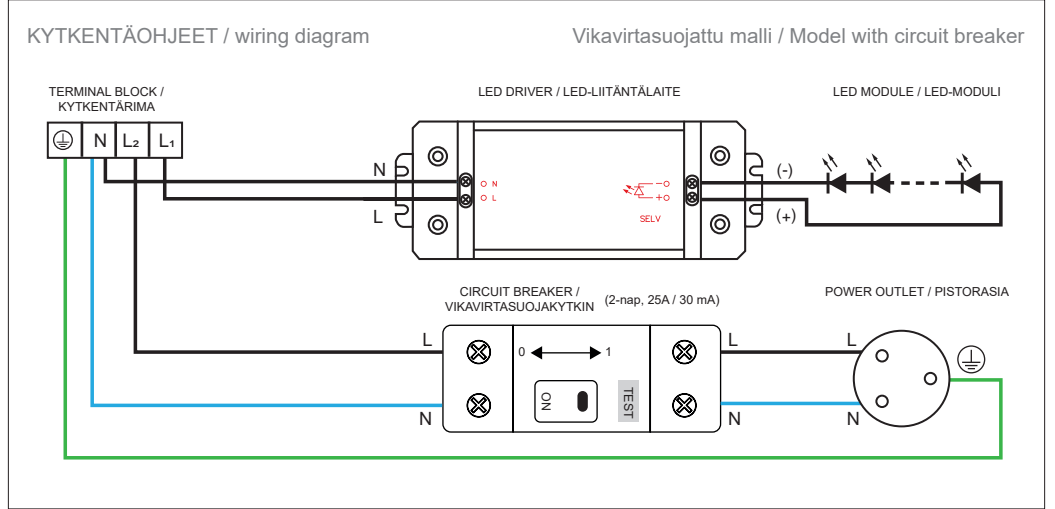 KYTKENTÄOHJEET / wiring diagram
Vikavirtasuojattu malli / Model with circuit breaker
TERMINAL BLOCK /
KYTKENTÄRIMA
LED DRIVER / LED-LIITÄNTÄLAITE
LED MODULE / LED-MODULI
N L₂ L₁
N
L
N
L
SELV
(-)
(+)
CIRCUIT BREAKER /
VIKAVIRTASUOJAKYTKIN
(2-nap, 25A / 30 mA)
POWER OUTLET / PISTORASIA
L
N
0 1
ON
TEST
L
N
L
N